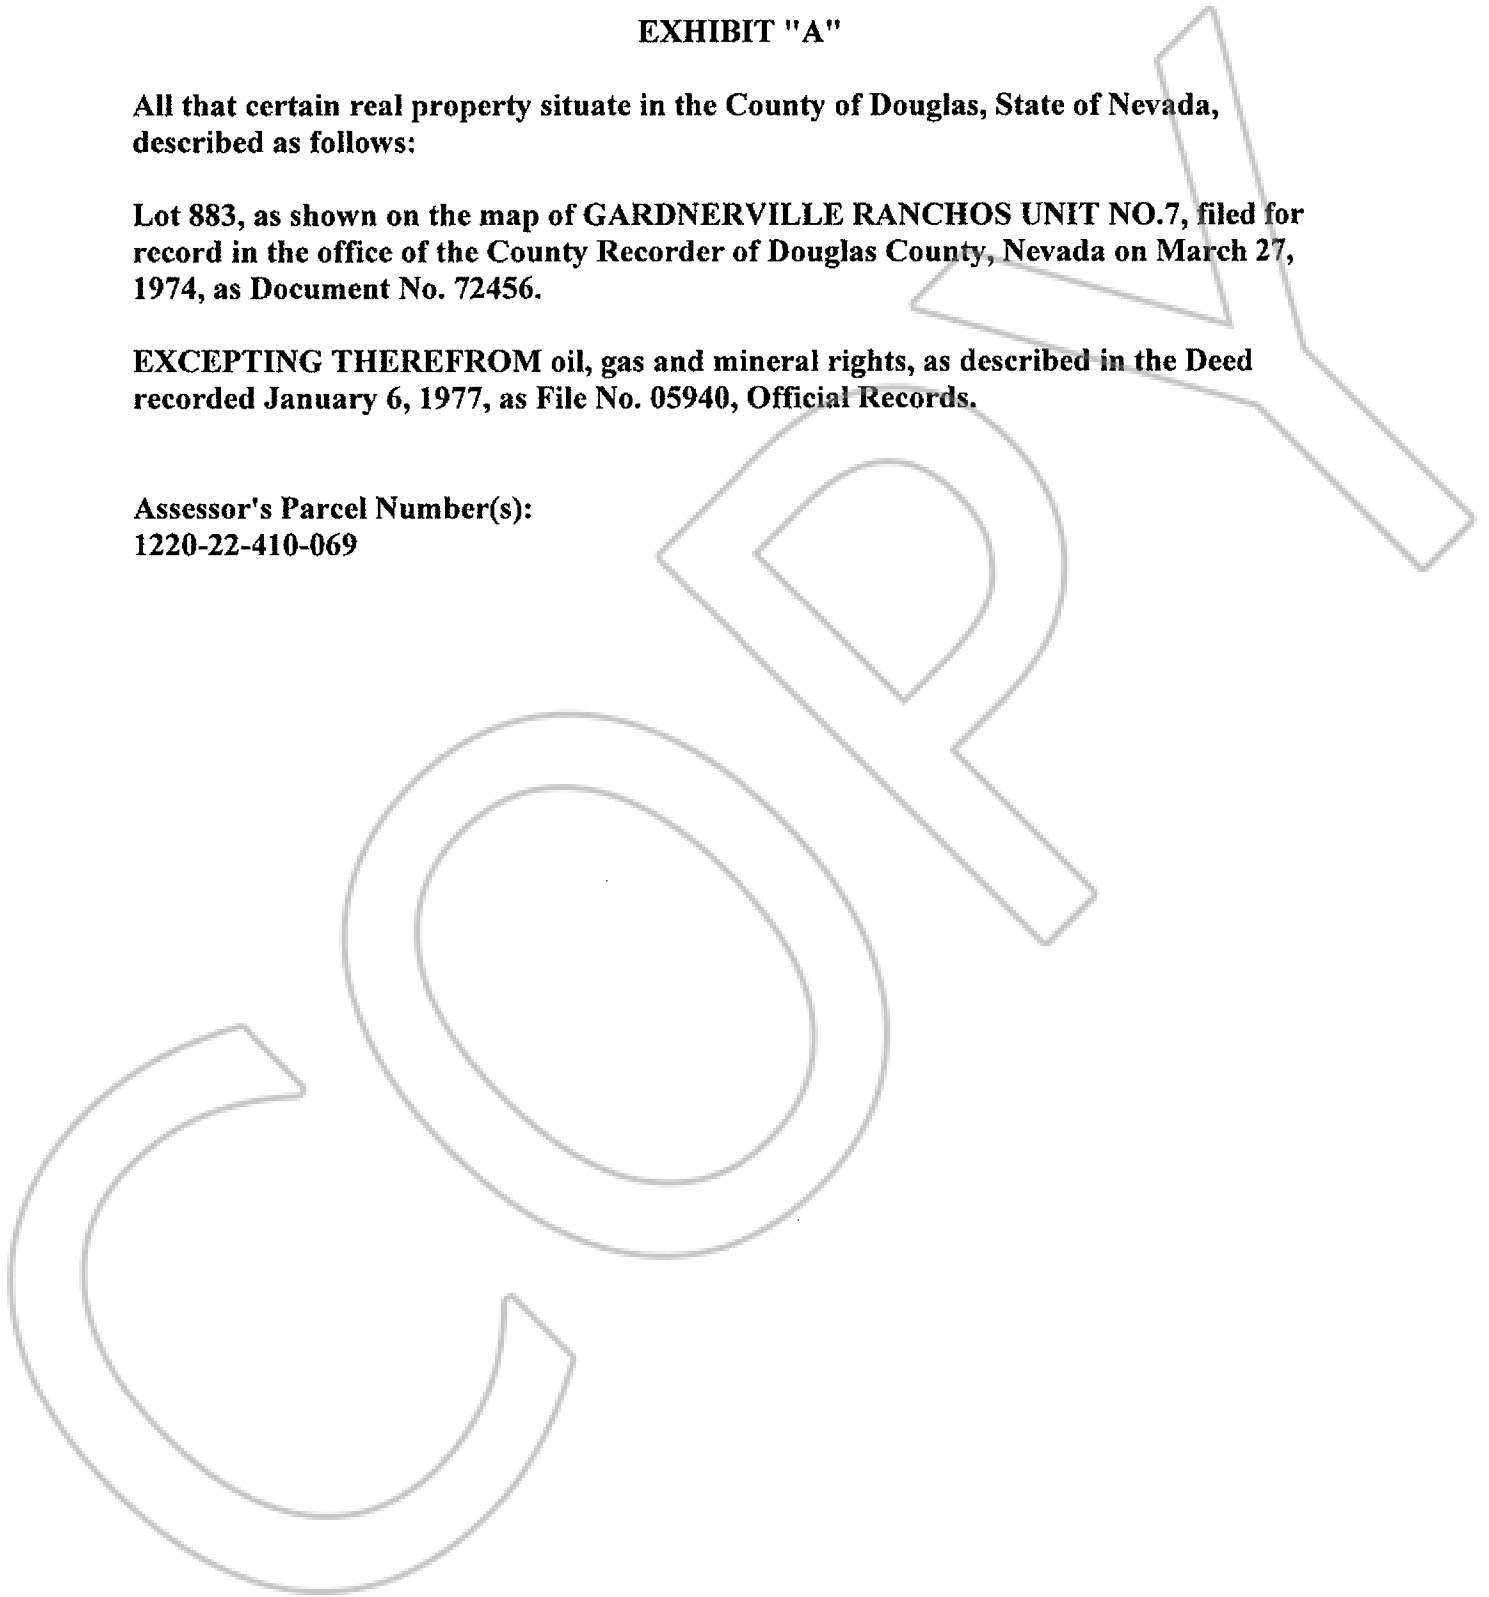 EXHIBIT "A"
All that certain real property situate in the County of Douglas, State of Nevada,
described as follows:
Lot 883, as shown on the map of GARDNERVILLE RANCHOS UNIT NO.7, filed for
record in the office of the County Recorder of Douglas County, Nevada on March 27,
1974, as Document No. 72456.
EXCEPTING THEREFROM oil, gas and mineral rights, as described in the Deed
recorded January 6, 1977, as File No. 05940, Official Records.
Assessor's Parcel Number(s):
1220-22-410-069
COPY